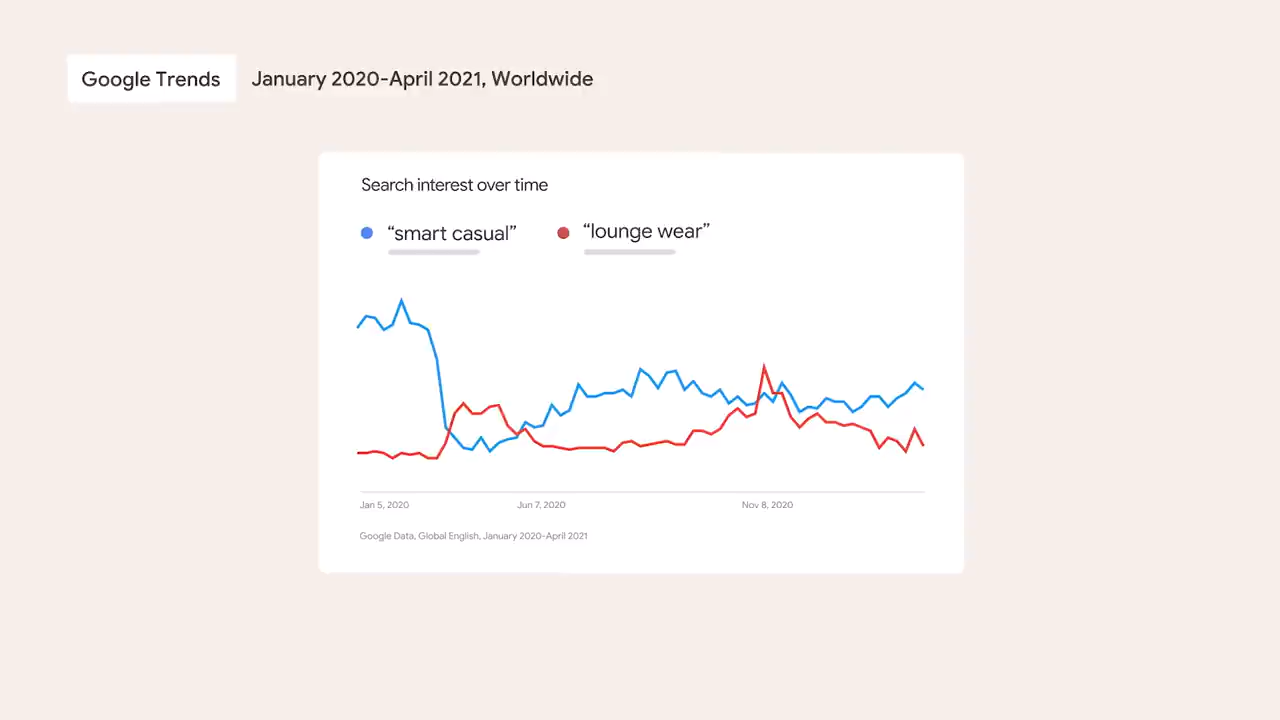 Google Trends January 2020-April 2021, Worldwide
Search interest over time
“smart casual” “lounge wear”
Jan 5, 2020 Jun 7, 2020 Nov 8, 2020
Google Data, Global English, January 2020-April 2021